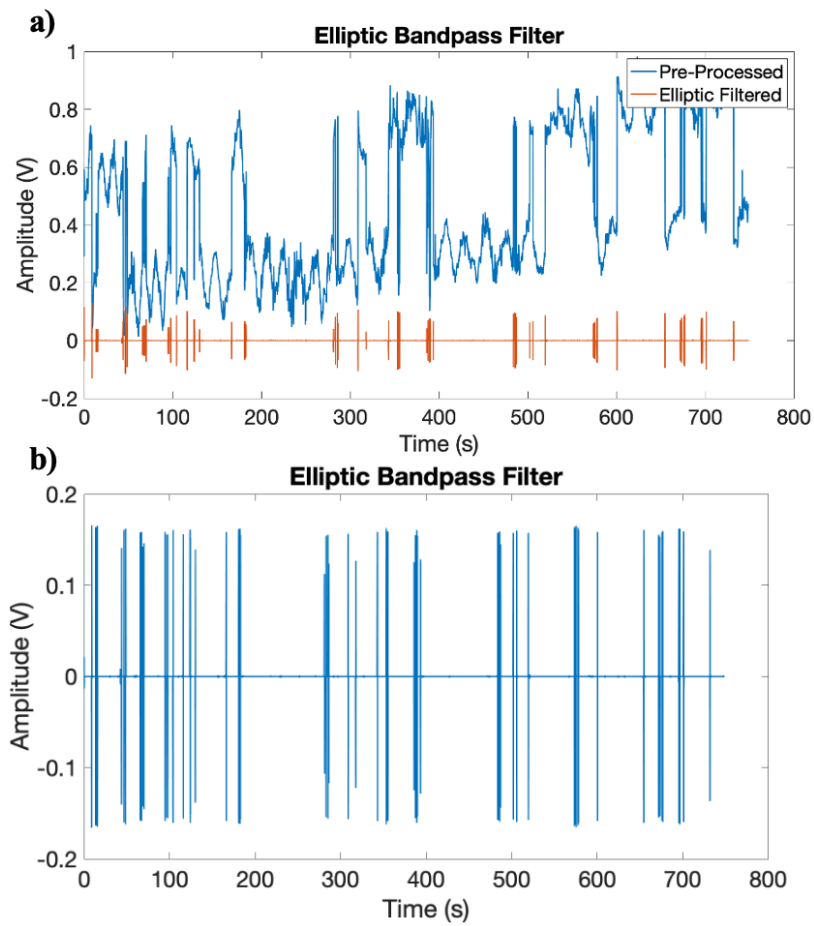 a)
Elliptic Bandpass Filter
Pre-Processed
Elliptic Filtered
Amplitude (V)
1
0.8
0.6
0.4
0.2
0
-0.2
0 100 200 300 400 500 600 700 800
Time (s)
b)
Elliptic Bandpass Filter
Amplitude (V)
0.2
0.1
0
-0.1
-0.2
0 100 200 300 400 500 600 700 800
Time (s)